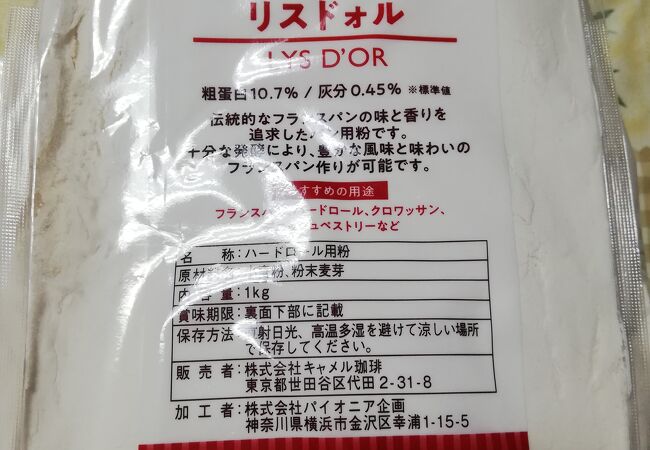 リスドォル
LYS D'OR
粗蛋白10.7% / 灰分0.45% ※標準値
伝統的なフランスパンの味と香りを
追求したパン用粉です。
十分な発酵により、豊かな風味と味わいの
フランスパン作りが可能です。
おすすめの用途
フランスパン、ハードロール、クロワッサン、
ペストリーなど
名 称:ハードロール用粉
原材料名:小麦粉、粉末麦芽
内容量:1kg
賞味期限:裏面下部に記載
保存方法:直射日光、高温多湿を避けて涼しい場所
で保存してください。
販売者:株式会社キャメル珈琲
東京都世田谷区代田2-31-8
加工者:株式会社パイオニア企画
神奈川県横浜市金沢区幸浦1-15-5